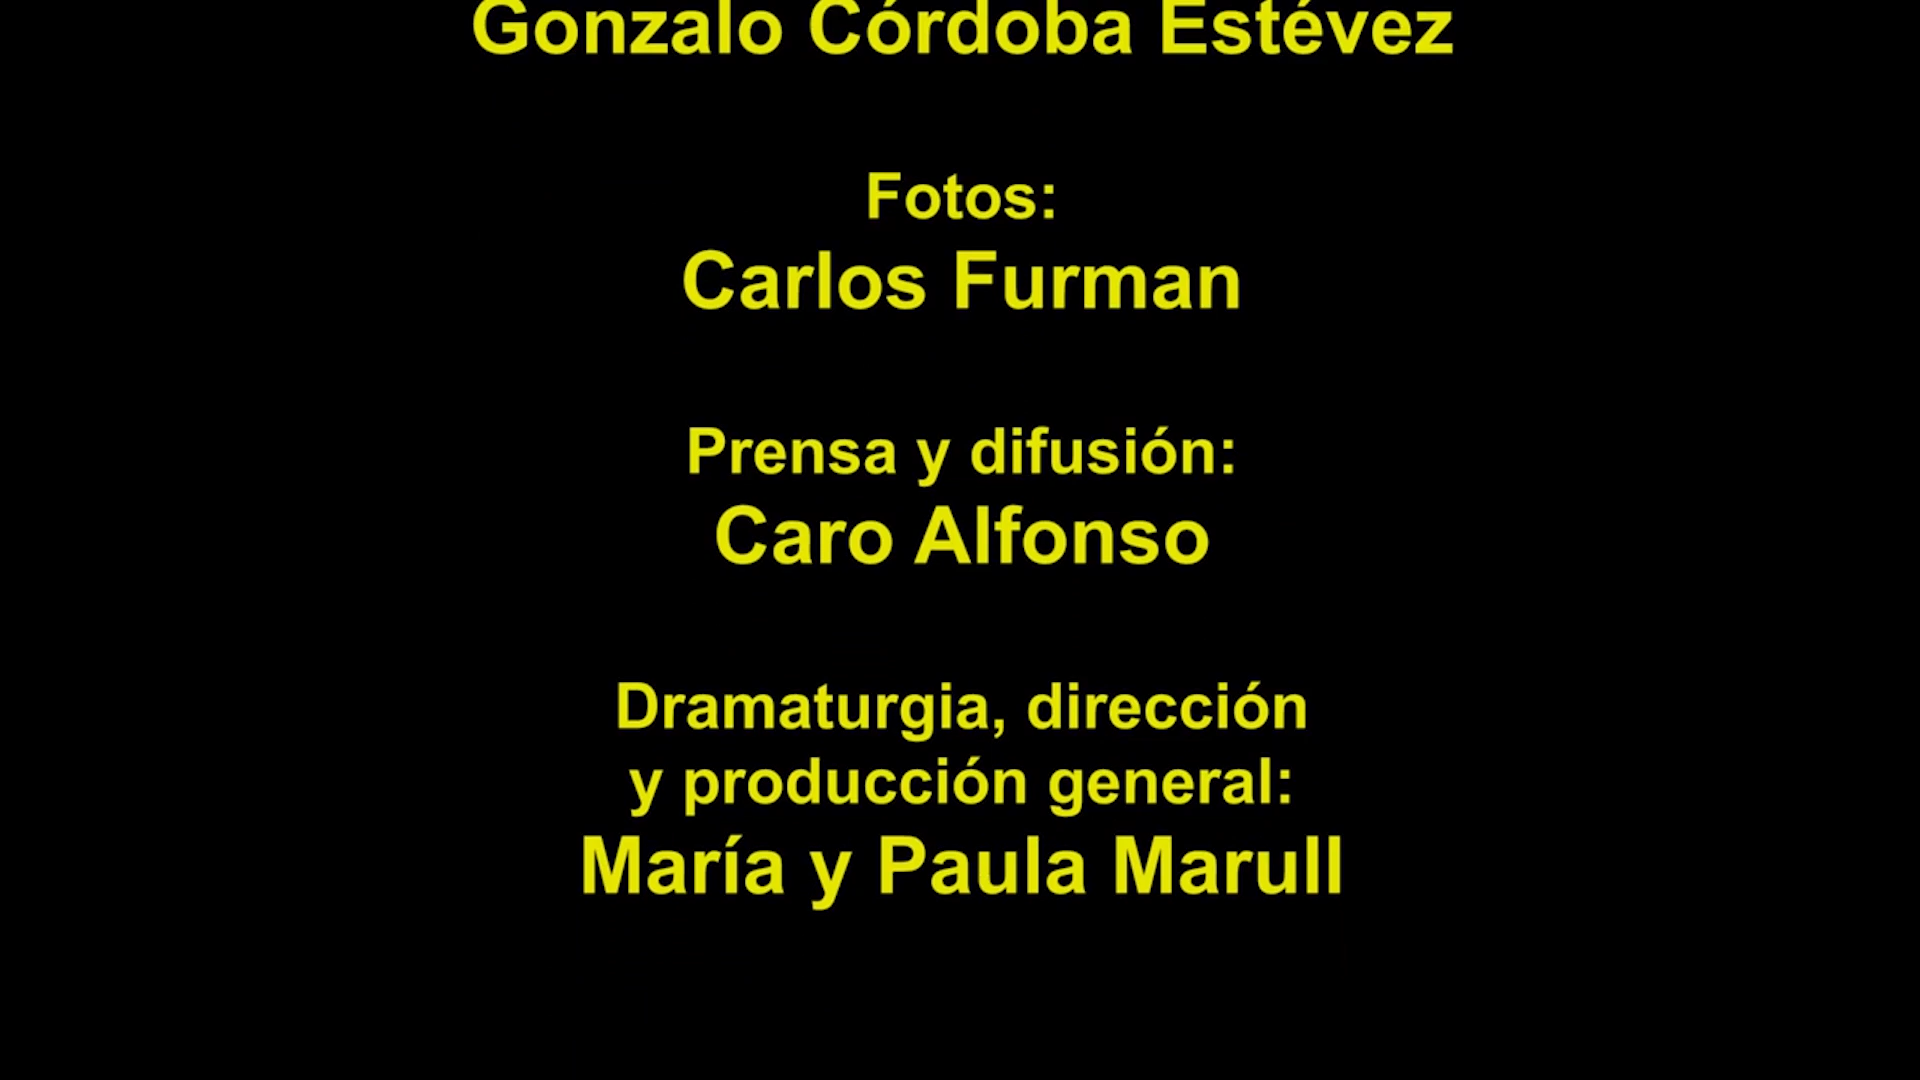 Gonzalo Córdoba Estévez
Fotos:
Carlos Furman
Prensa y difusión:
Caro Alfonso
Dramaturgia, dirección
y producción general:
María y Paula Marull